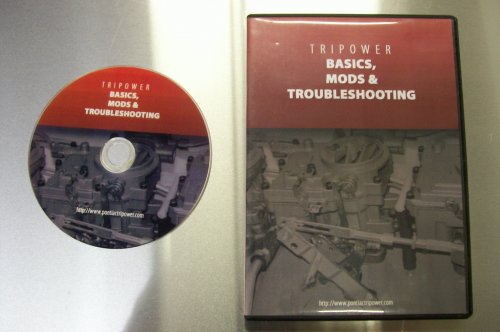 TRIPOWER
BASICS,
MODS &
TROUBLESHOOTING
http://www.pontiactripower.com
TRIPOWER
BASICS,
MODS &
TROUBLESHOOTING
http://www.pontiactripower.com